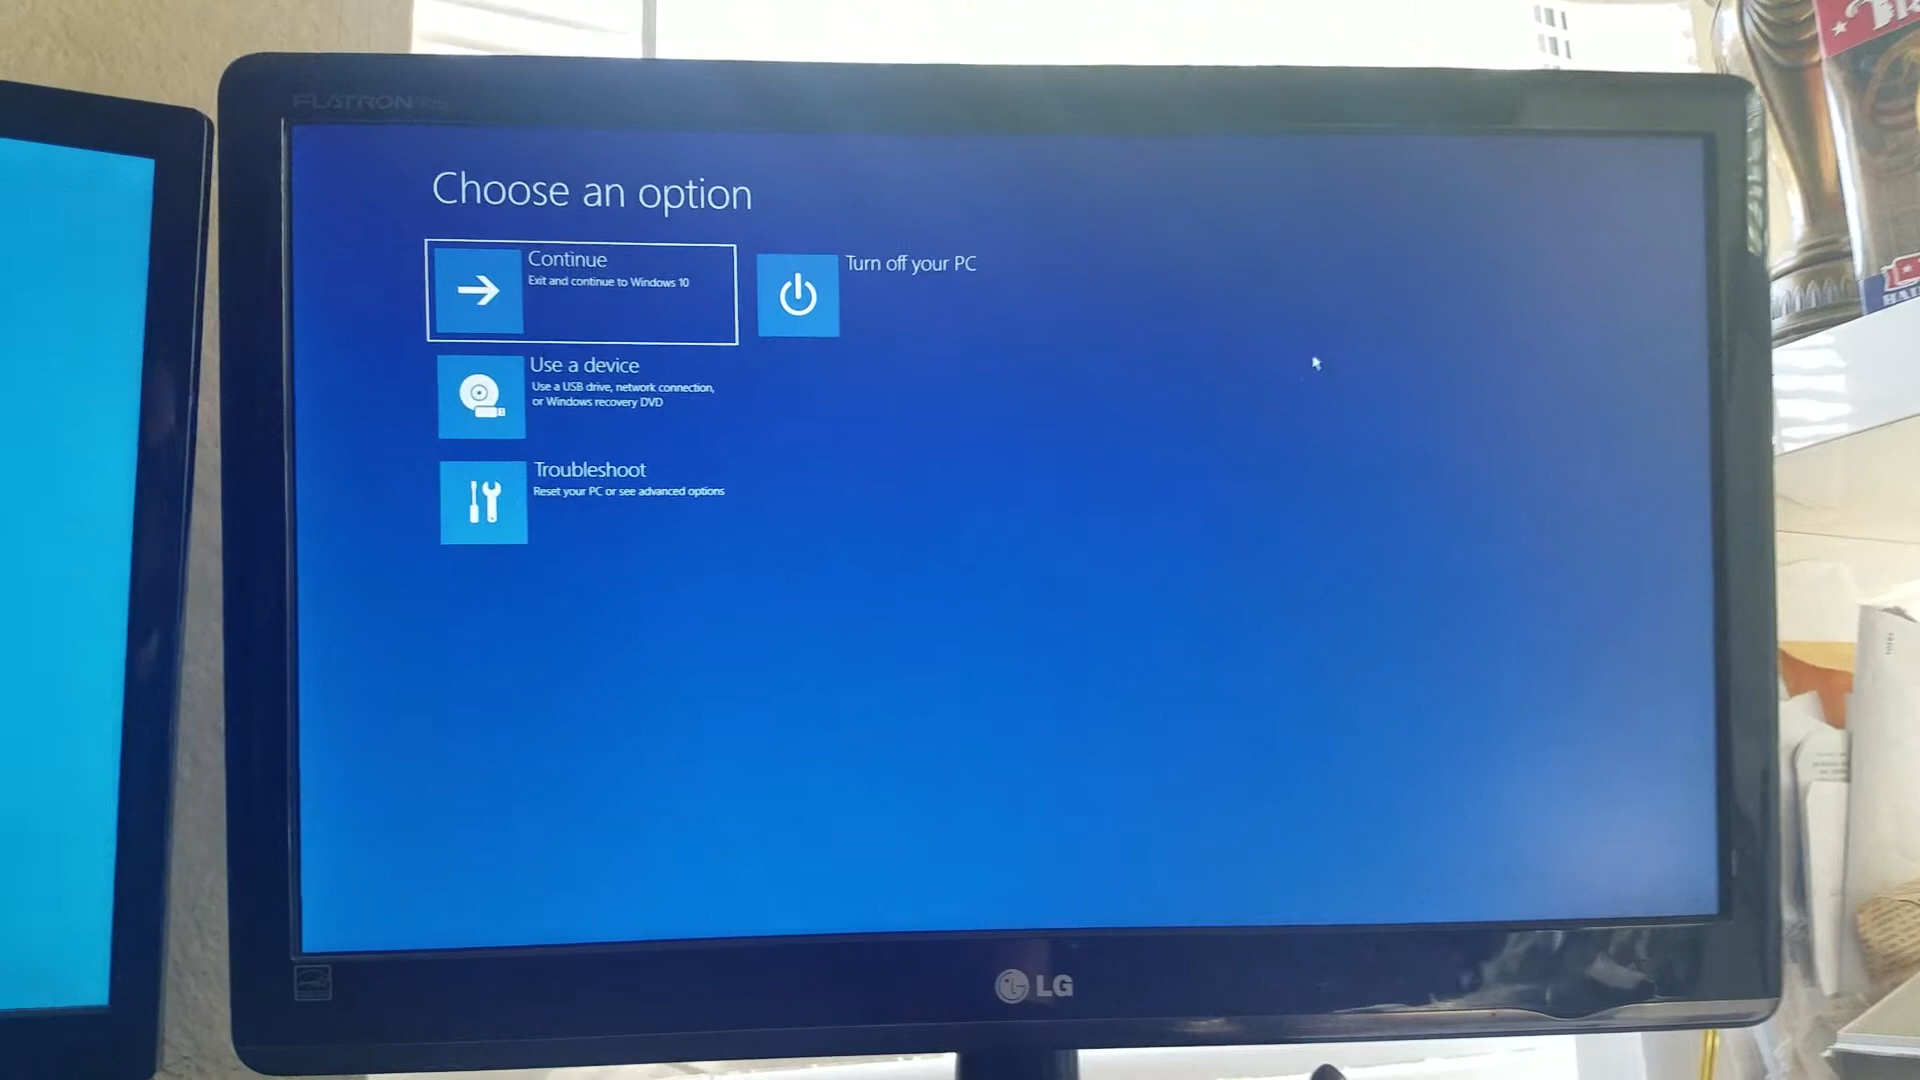 FLATRON
Choose an option
Continue
Exit and continue to Windows 10
Turn off your PC
Use a device
Use a USB drive, network connection,
or Windows recovery DVD
Troubleshoot
Reset your PC or see advanced options
LG